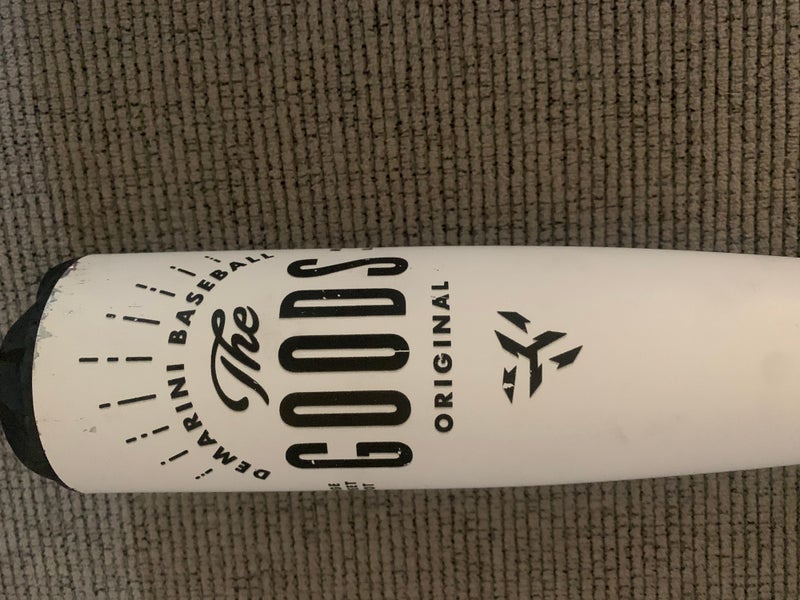 DEMARINI BASEBALL
The
GOODS
ORIGINAL